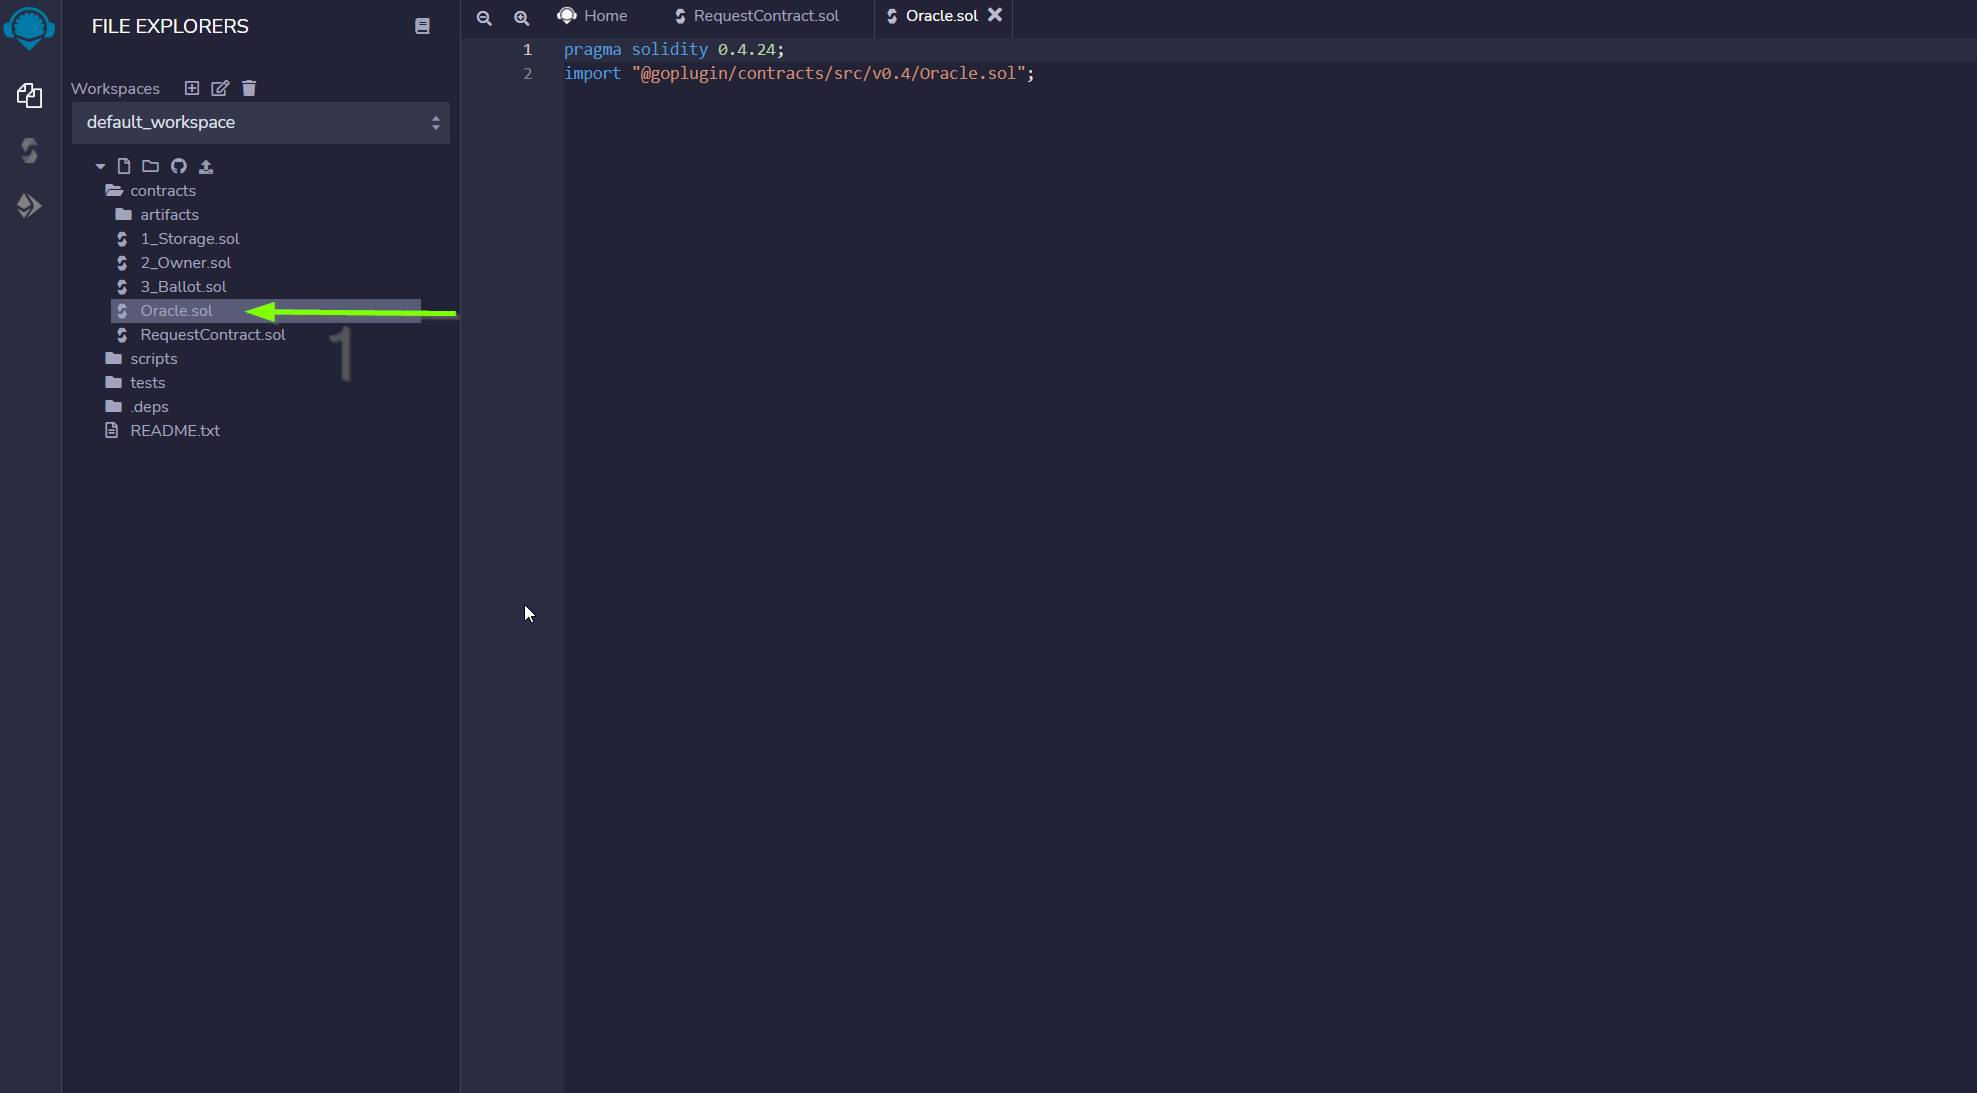 FILE EXPLORERS
Workspaces
default_workspace
contracts
artifacts
1_Storage.sol
2_Owner.sol
3_Ballot.sol
Oracle.sol
RequestContract.sol
scripts
tests
.deps
README.txt
1
Home
RequestContract.sol
Oracle.sol
1 pragma solidity 0.4.24;
2 import "@goplugin/contracts/src/v0.4/Oracle.sol";